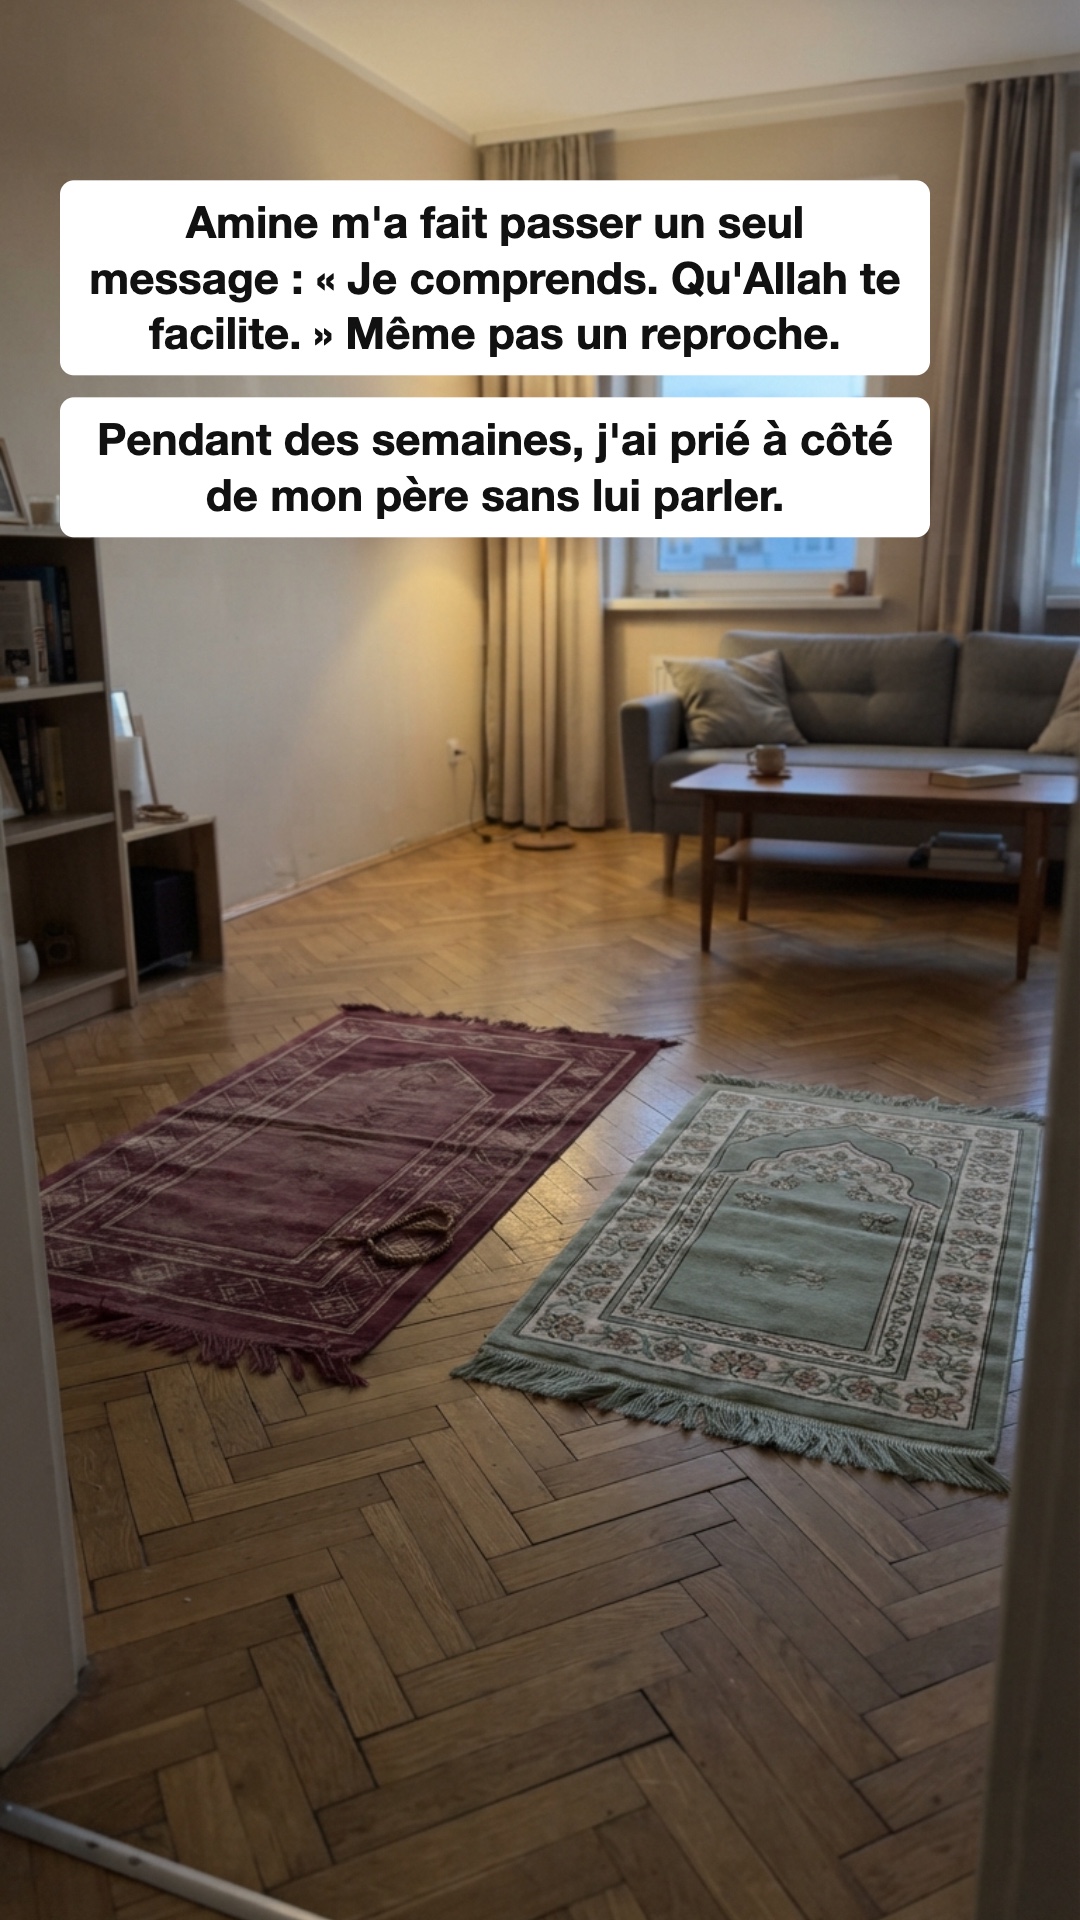 Amine m'a fait passer un seul
message : « Je comprends. Qu'Allah te
facilite. » Même pas un reproche.
Pendant des semaines, j'ai prié à côté
de mon père sans lui parler.